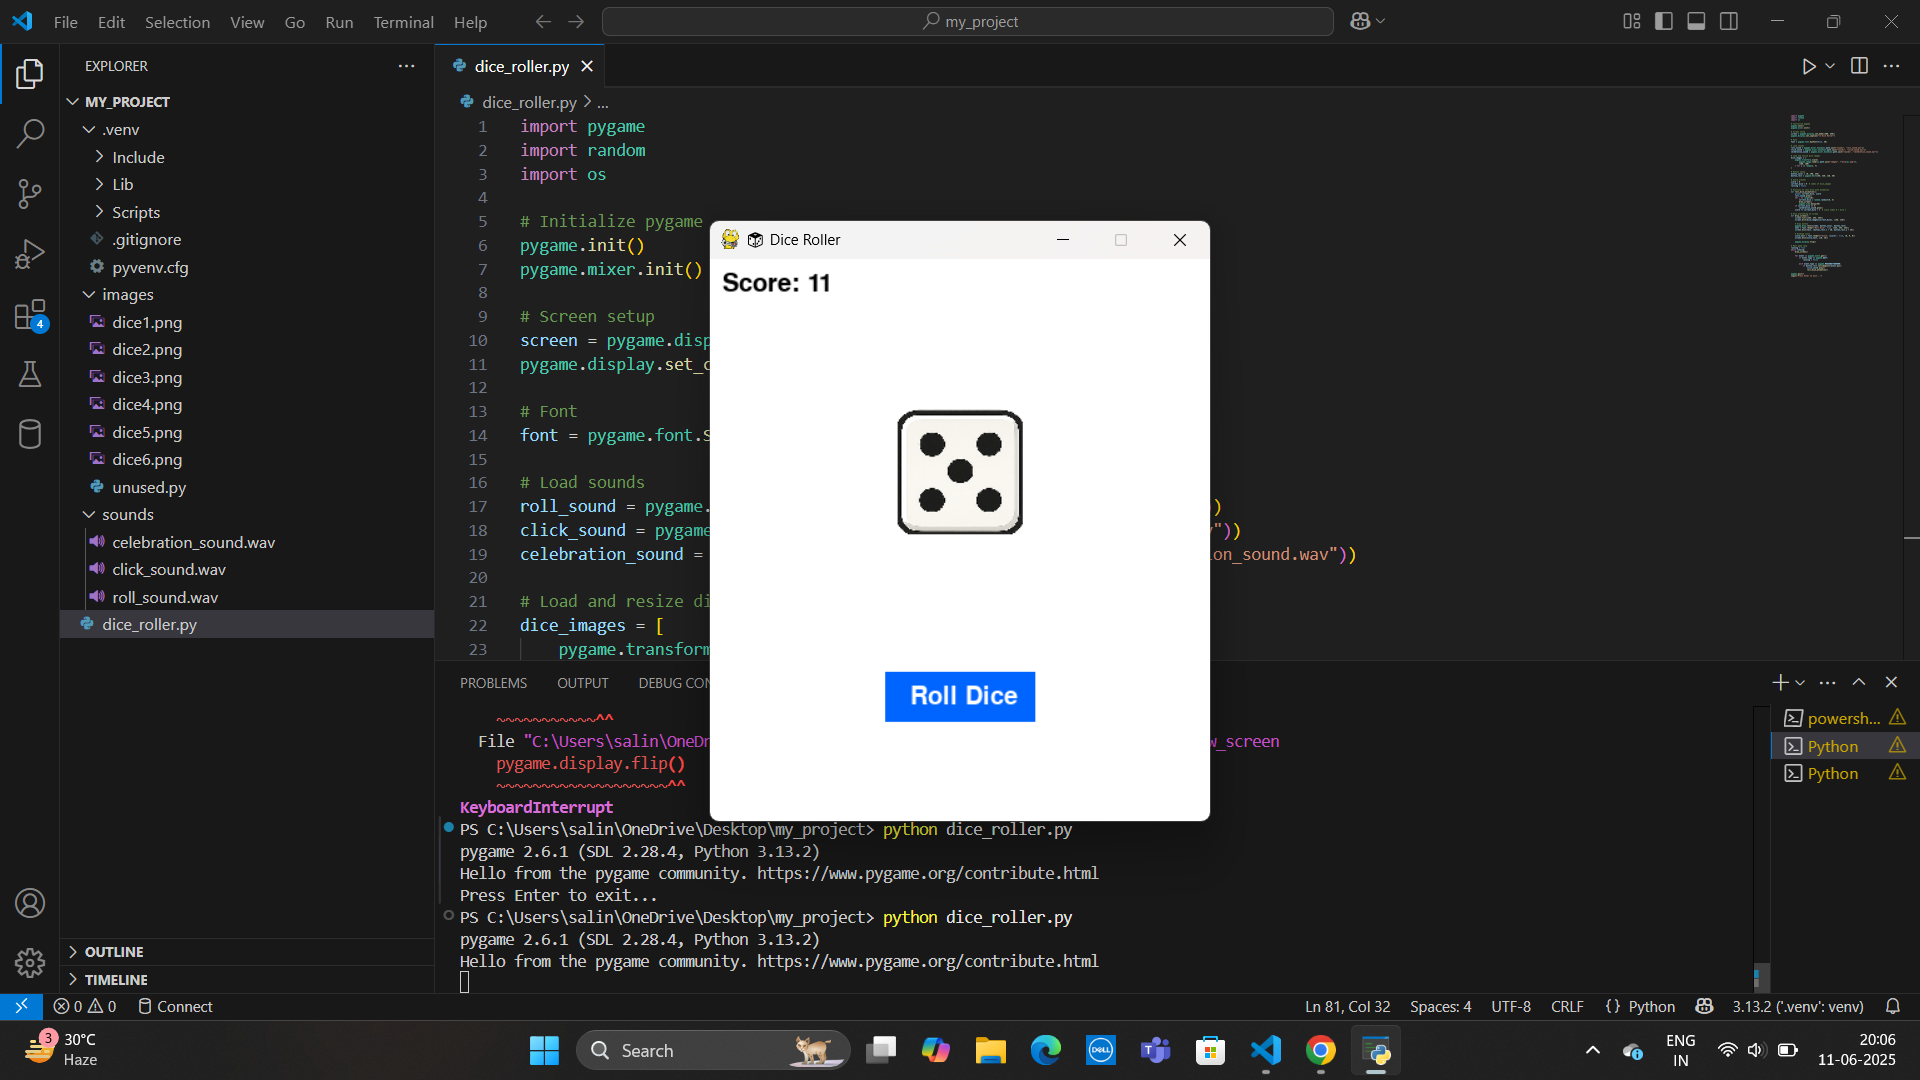 File Edit Selection View Go Run Terminal Help
my_project
EXPLORER
MY_PROJECT
.venv
Include
Lib
Scripts
.gitignore
pyvenv.cfg
images
dice1.png
dice2.png
dice3.png
dice4.png
dice5.png
dice6.png
unused.py
sounds
celebration_sound.wav
click_sound.wav
roll_sound.wav
dice_roller.py
OUTLINE
TIMELINE
4
dice_roller.py
dice_roller.py > ...
1 import pygame
2 import random
3 import os
4
5 # Initialize pygame
6 pygame.init()
7 pygame.mixer.init()
8
9 # Screen setup
10 screen = pygame.disp
11 pygame.display.set_c
12
13 # Font
14 font = pygame.font.S
15
16 # Load sounds
17 roll_sound = pygame. )
18 click_sound = pygame "))
19 celebration_sound = on_sound.wav"))
20
21 # Load and resize di
22 dice_images = [
23 pygame.transform
Dice Roller
Score: 11
Roll Dice
PROBLEMS OUTPUT DEBUG CON
~~~~~~~~~~~^^
File "C:\Users\salin\OneDr w_screen
pygame.display.flip()
~~~~~~~~~~~~~~~~~~~^^
KeyboardInterrupt
PS C:\Users\salin\OneDrive\Desktop\my_project> python dice_roller.py
pygame 2.6.1 (SDL 2.28.4, Python 3.13.2)
Hello from the pygame community. https://www.pygame.org/contribute.html
Press Enter to exit...
PS C:\Users\salin\OneDrive\Desktop\my_project> python dice_roller.py
pygame 2.6.1 (SDL 2.28.4, Python 3.13.2)
Hello from the pygame community. https://www.pygame.org/contribute.html
powersh...
Python
Python
0 0 Connect
Ln 81, Col 32 Spaces: 4 UTF-8 CRLF {} Python 3.13.2 ('.venv': venv)
3
30°C
Haze
Search
DELL
ENG
IN
20:06
11-06-2025